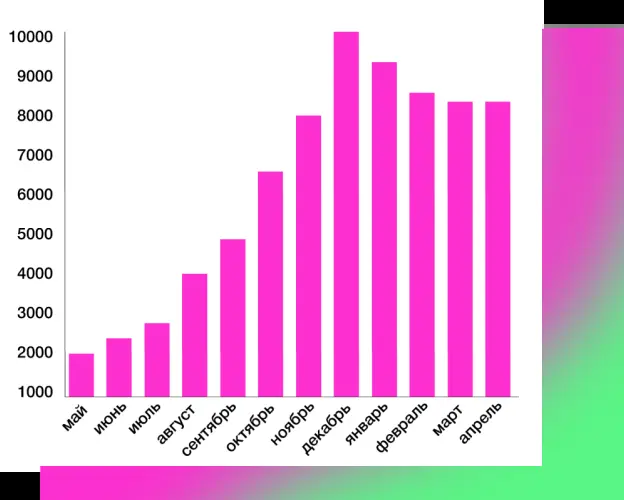 10000
9000
8000
7000
6000
5000
4000
3000
2000
1000
май
июнь
июль
август
сентябрь
октябрь
ноябрь
декабрь
январь
февраль
март
апрель